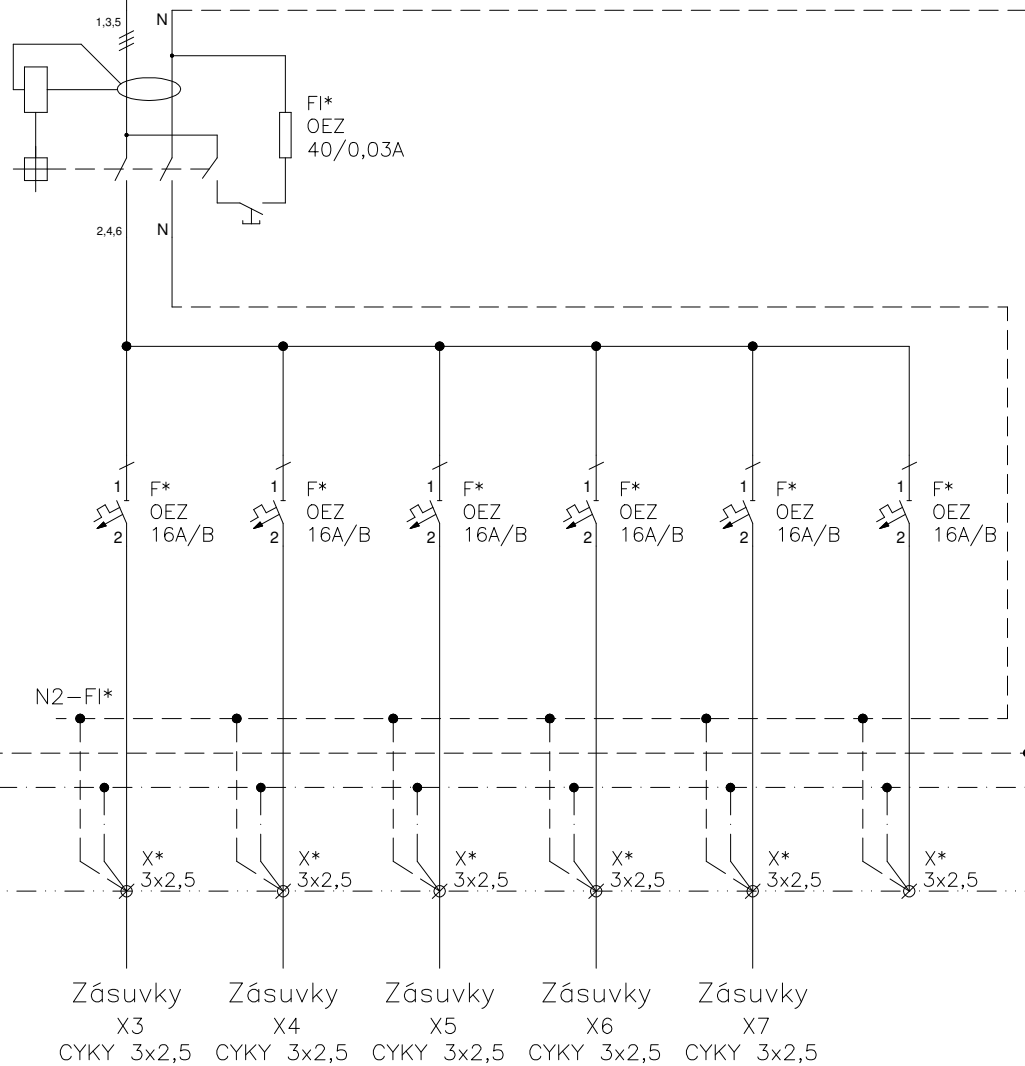 1,3,5
N
FI*
OEZ
40/0,03A
2,4,6
N
1 F* 1 F* 1 F* 1 F* 1 F* 1 F*
OEZ OEZ OEZ OEZ OEZ OEZ
2 16A/B 2 16A/B 2 16A/B 2 16A/B 2 16A/B 2 16A/B
N2-FI*
X* X* X* X* X* X*
3x2,5 3x2,5 3x2,5 3x2,5 3x2,5 3x2,5
Zásuvky Zásuvky Zásuvky Zásuvky Zásuvky
X3 X4 X5 X6 X7
CYKY 3x2,5 CYKY 3x2,5 CYKY 3x2,5 CYKY 3x2,5 CYKY 3x2,5